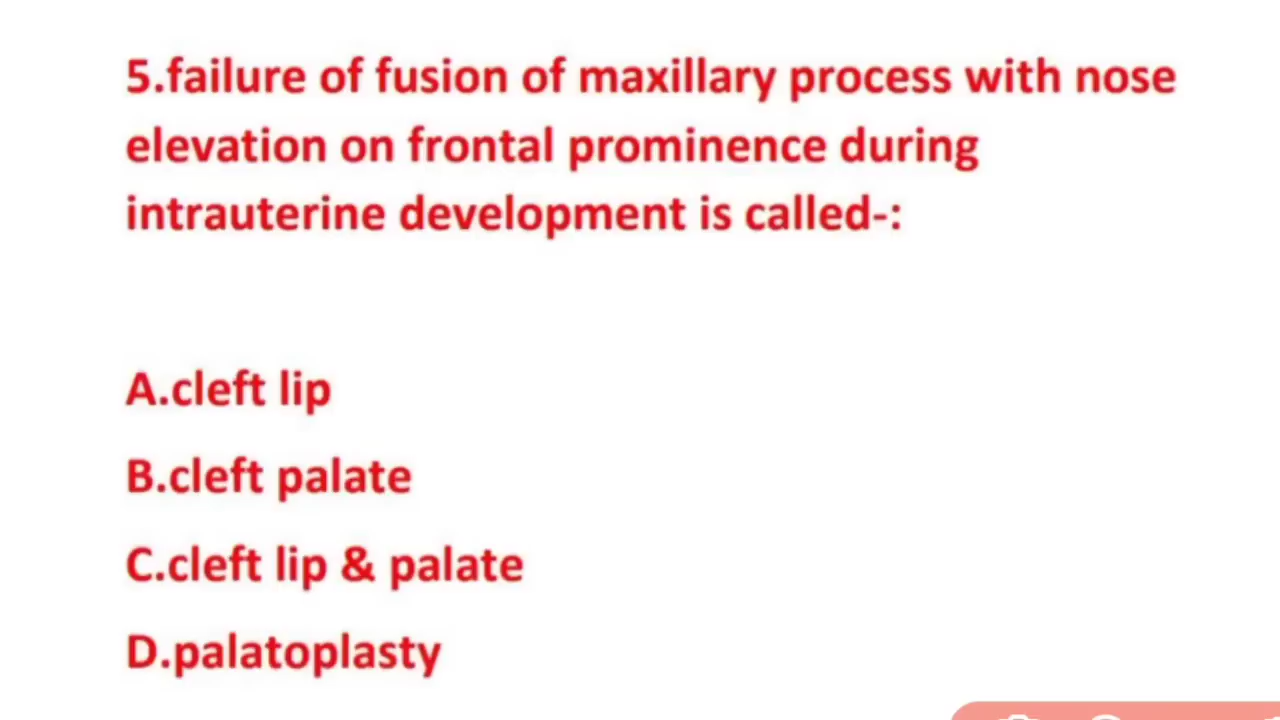 5.failure of fusion of maxillary process with nose
elevation on frontal prominence during
intrauterine development is called-:
A.cleft lip
B.cleft palate
C.cleft lip & palate
D.palatoplasty